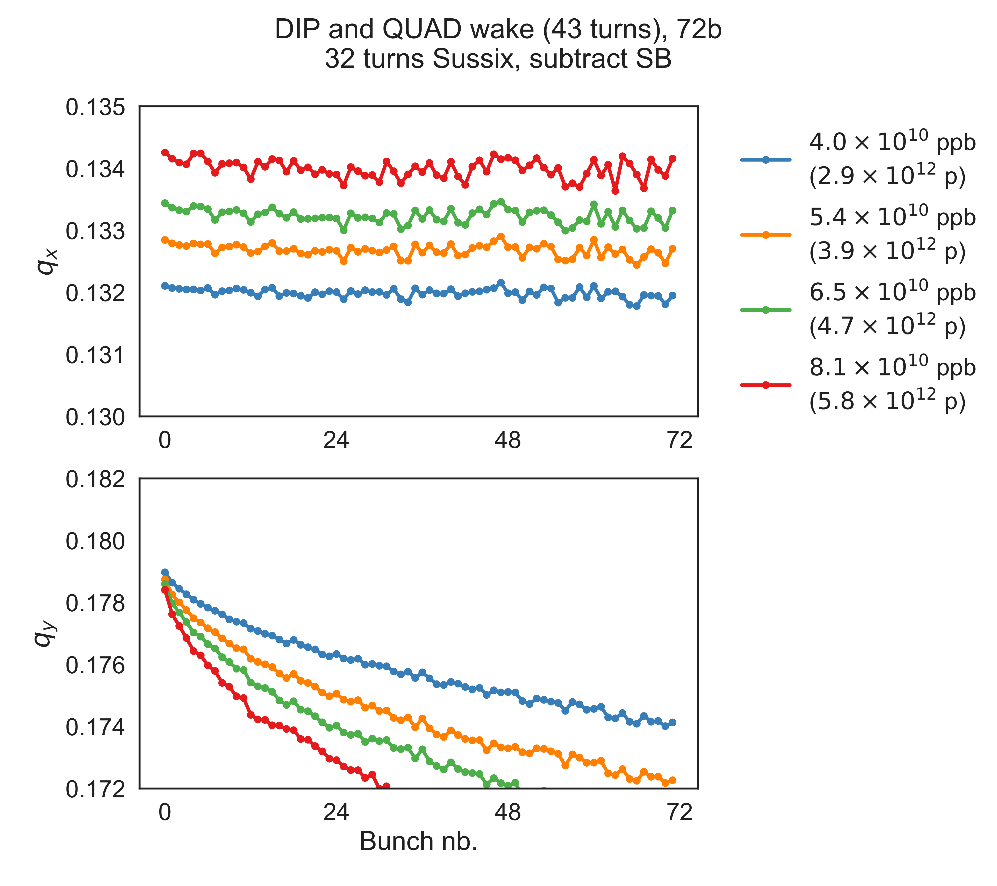 DIP and QUAD wake (43 turns), 72b
32 turns Sussix, subtract SB
0.135
0.134
0.133
0.132
0.131
0.130
q_x
0
24
48
72
4.0 × 10^10 ppb
(2.9 × 10^12 p)
5.4 × 10^10 ppb
(3.9 × 10^12 p)
6.5 × 10^10 ppb
(4.7 × 10^12 p)
8.1 × 10^10 ppb
(5.8 × 10^12 p)
0.182
0.180
0.178
0.176
0.174
0.172
q_y
0
24
48
72
Bunch nb.